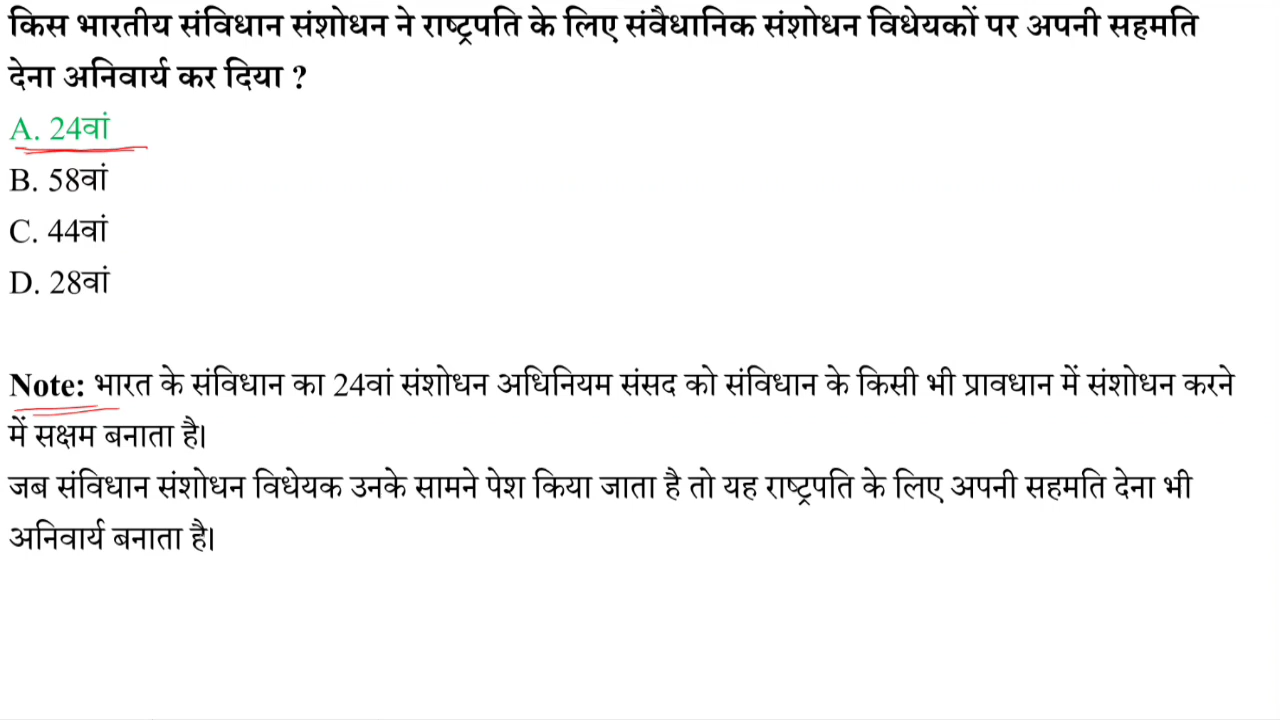 किस भारतीय संविधान संशोधन ने राष्ट्रपति के लिए संवैधानिक संशोधन विधेयकों पर अपनी सहमति
देना अनिवार्य कर दिया ?
A. 24वां
B. 58वां
C. 44वां
D. 28वां
Note: भारत के संविधान का 24वां संशोधन अधिनियम संसद को संविधान के किसी भी प्रावधान में संशोधन करने
में सक्षम बनाता है।
जब संविधान संशोधन विधेयक उनके सामने पेश किया जाता है तो यह राष्ट्रपति के लिए अपनी सहमति देना भी
अनिवार्य बनाता है।